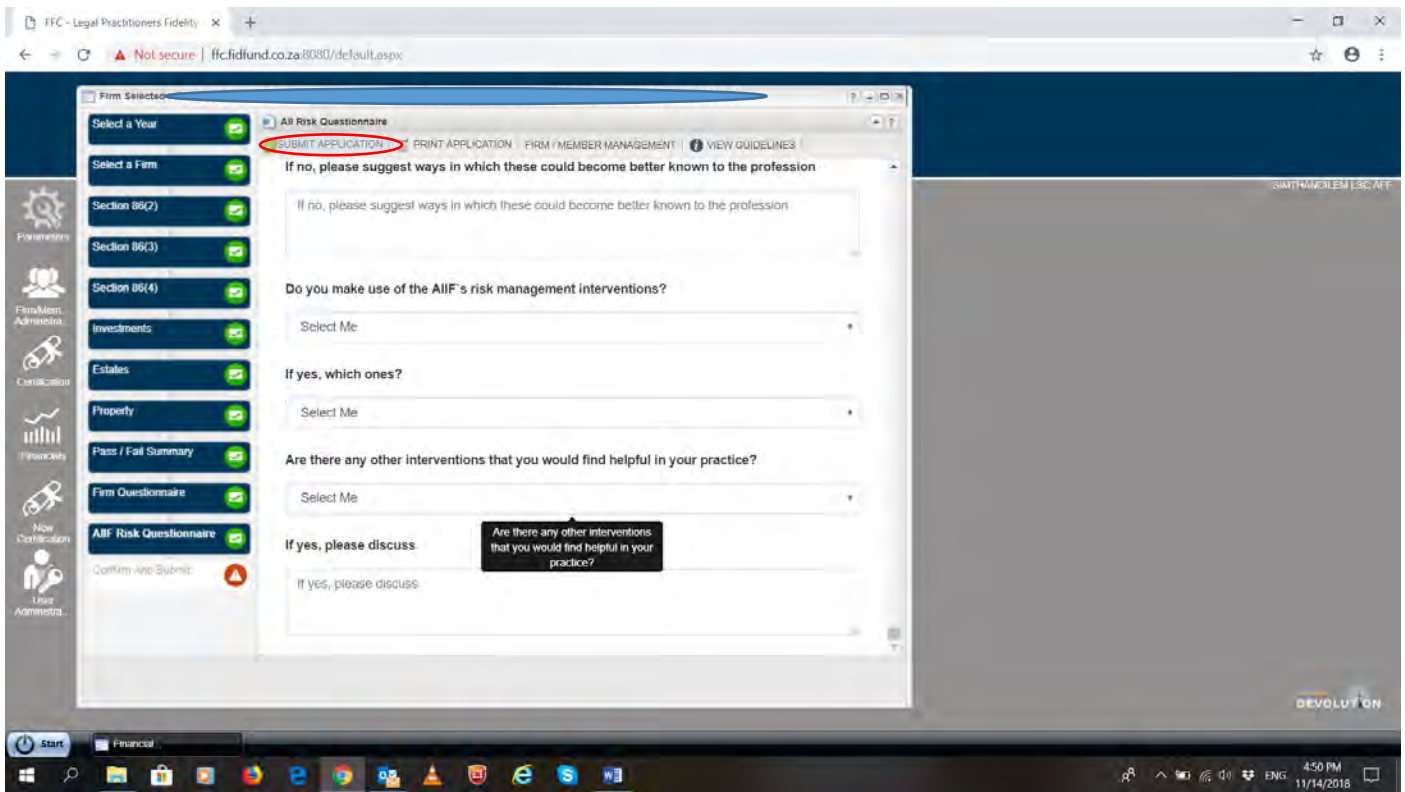 FFC - Legal Practitioners Fidelity
Not secure | ffc.fidfund.co.za:8080/default.aspx
Firm Selected
Select a Year
Select a Firm
Section 86(2)
Section 86(3)
Section 86(4)
Investments
Estates
Property
Pass / Fail Summary
Firm Questionnaire
AIIF Risk Questionnaire
Confirm And Submit
Parameters
Firm/Mem.
Administra..
Certification
Financials
New
Certification
User
Administra..
All Risk Questionnaire
SUBMIT APPLICATION PRINT APPLICATION FIRM / MEMBER MANAGEMENT VIEW GUIDELINES
If no, please suggest ways in which these could become better known to the profession
If no, please suggest ways in which these could become better known to the profession
Do you make use of the AIIF`s risk management interventions?
Select Me
If yes, which ones?
Select Me
Are there any other interventions that you would find helpful in your practice?
Select Me
Are there any other interventions
that you would find helpful in your
practice?
If yes, please discuss
If yes, please discuss
DEVOLUTION
Start
Financial
ENG
4:50 PM
11/14/2018